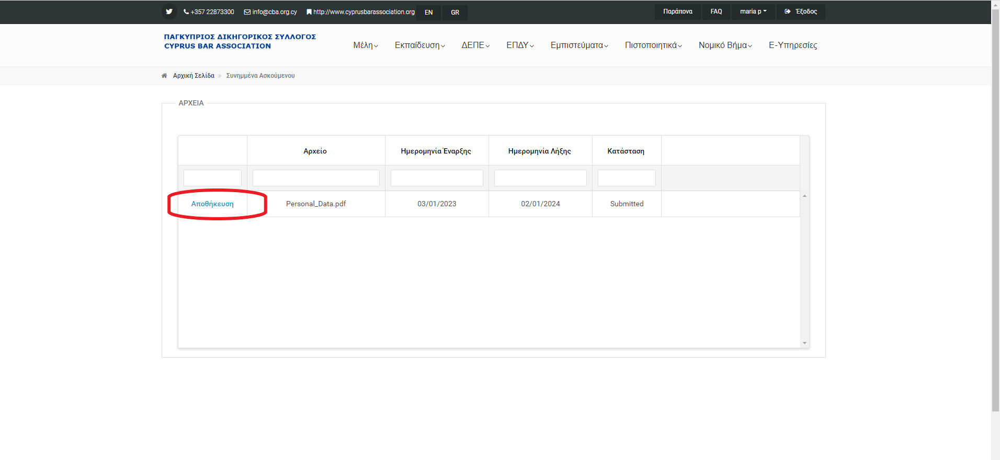 +357 22873300 info@cba.org.cy http://www.cyprusbarassociation.org EN GR Παράπονα FAQ maria p Έξοδος
ΠΑΓΚΥΠΡΙΟΣ ΔΙΚΗΓΟΡΙΚΟΣ ΣΥΛΛΟΓΟΣ
CYPRUS BAR ASSOCIATION
Μέλη Εκπαίδευση ΔΕΠΕ ΕΠΔΥ Εμπιστεύματα Πιστοποιητικά Νομικό Βήμα Ε-Υπηρεσίες
Αρχική Σελίδα » Συνημμένα Ασκούμενου
ΑΡΧΕΙΑ
Αρχείο Ημερομηνία Έναρξης Ημερομηνία Λήξης Κατάσταση
Αποθήκευση Personal_Data.pdf 03/01/2023 02/01/2024 Submitted